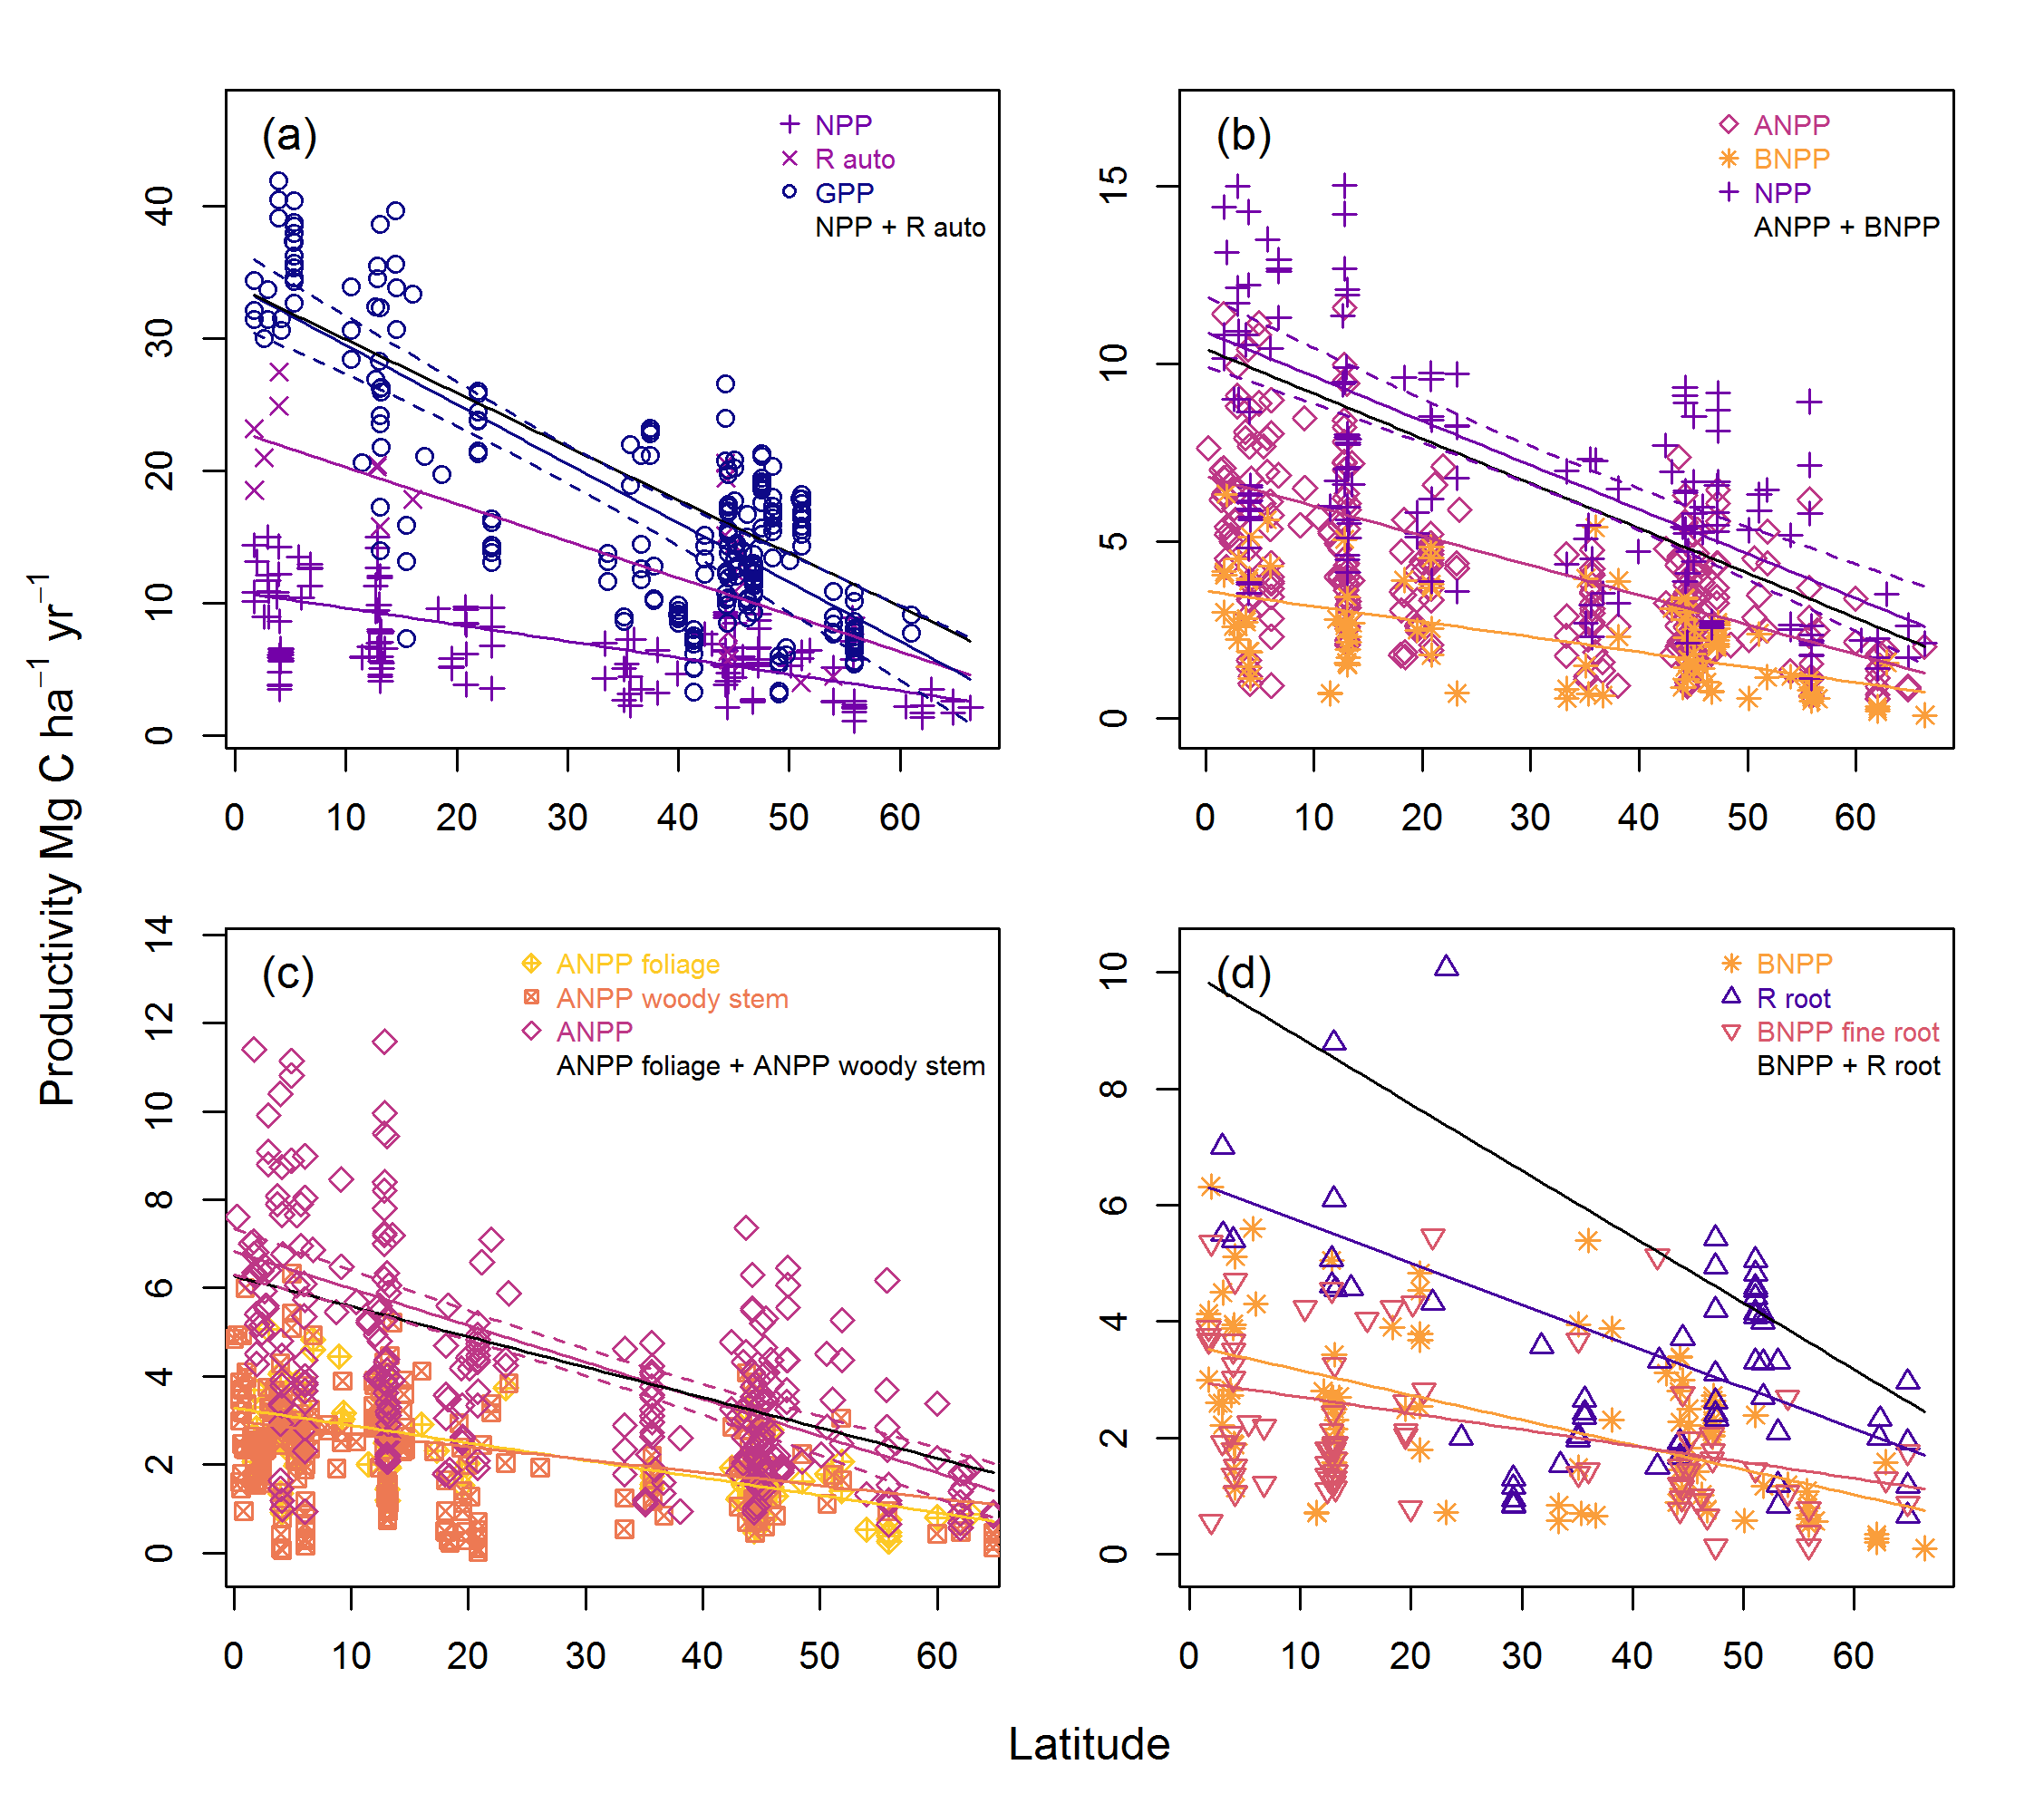 (a)
NPP
R auto
GPP
NPP + R auto
0 10 20 30 40
0 10 20 30 40 50 60
(b)
ANPP
BNPP
NPP
ANPP + BNPP
0 5 10 15
0 10 20 30 40 50 60
(c)
ANPP foliage
ANPP woody stem
ANPP
ANPP foliage + ANPP woody stem
0 2 4 6 8 10 12 14
0 10 20 30 40 50 60
(d)
BNPP
R root
BNPP fine root
BNPP + R root
0 2 4 6 8 10
0 10 20 30 40 50 60
Productivity Mg C ha⁻¹ yr⁻¹
Latitude